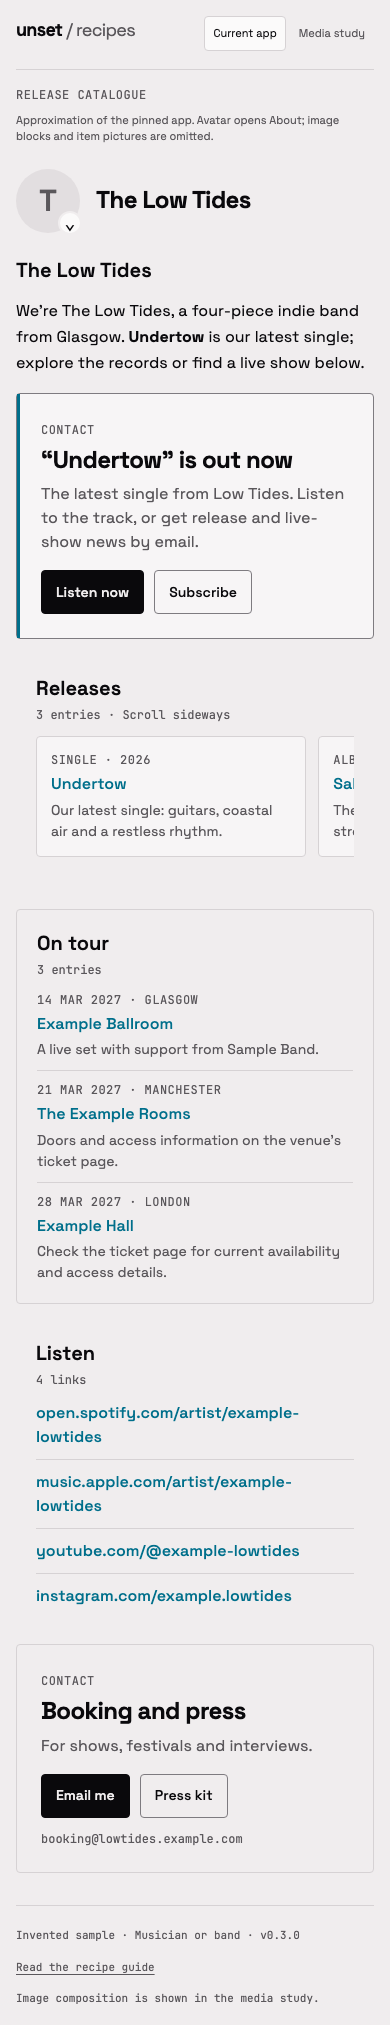 unset / recipes
Current app
Media study
RELEASE CATALOGUE
Approximation of the pinned app. Avatar opens About; image
blocks and item pictures are omitted.
T
The Low Tides
The Low Tides
We're The Low Tides, a four-piece indie band
from Glasgow. Undertow is our latest single;
explore the records or find a live show below.
CONTACT
“Undertow” is out now
The latest single from Low Tides. Listen
to the track, or get release and live-
show news by email.
Listen now
Subscribe
Releases
3 entries · Scroll sideways
SINGLE · 2026
Undertow
Our latest single: guitars, coastal
air and a restless rhythm.
ALB
Sal
The
stre
On tour
3 entries
14 MAR 2027 · GLASGOW
Example Ballroom
A live set with support from Sample Band.
21 MAR 2027 · MANCHESTER
The Example Rooms
Doors and access information on the venue's
ticket page.
28 MAR 2027 · LONDON
Example Hall
Check the ticket page for current availability
and access details.
Listen
4 links
open.spotify.com/artist/example-
lowtides
music.apple.com/artist/example-
lowtides
youtube.com/@example-lowtides
instagram.com/example.lowtides
CONTACT
Booking and press
For shows, festivals and interviews.
Email me
Press kit
booking@lowtides.example.com
Invented sample · Musician or band · v0.3.0
Read the recipe guide
Image composition is shown in the media study.